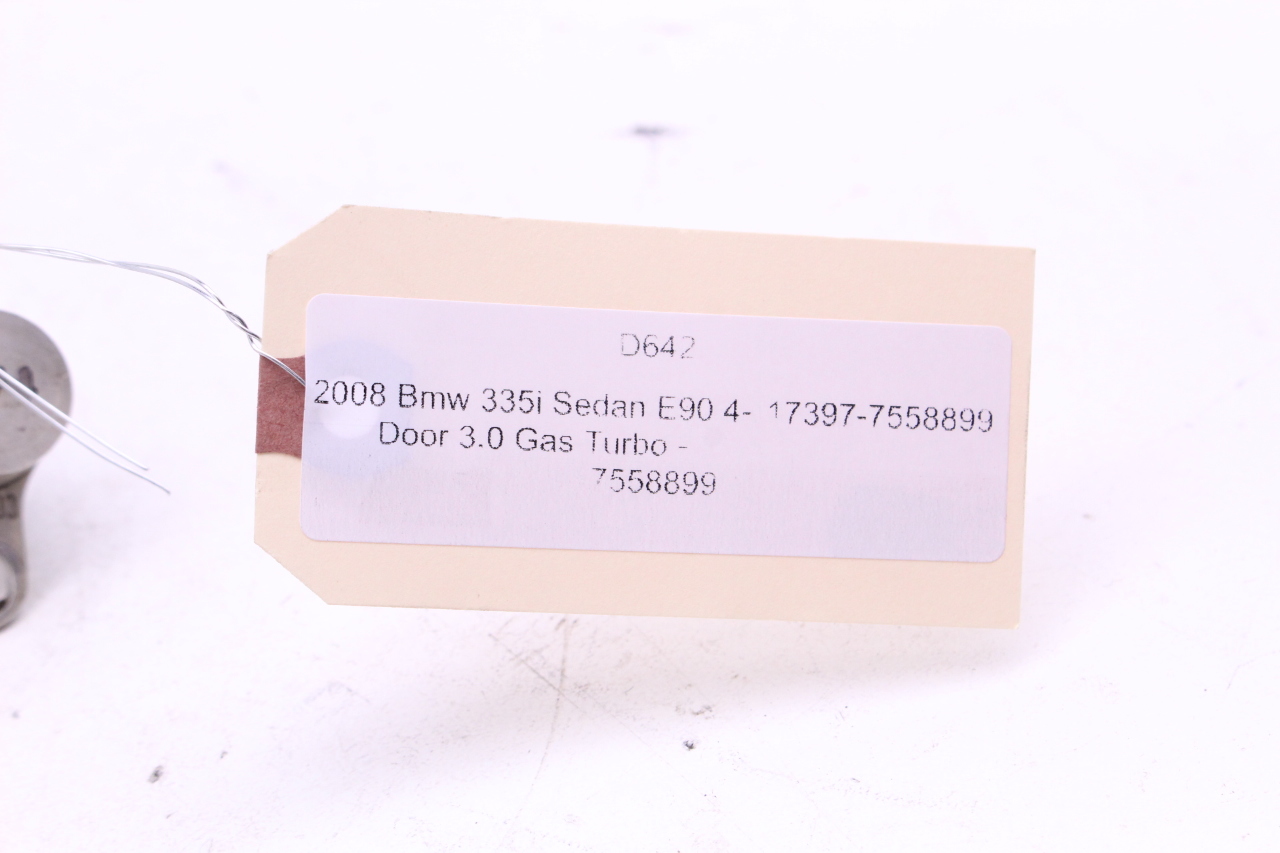 D642
2008 Bmw 335i Sedan E90 4- 17397-7558899
Door 3.0 Gas Turbo -
7558899